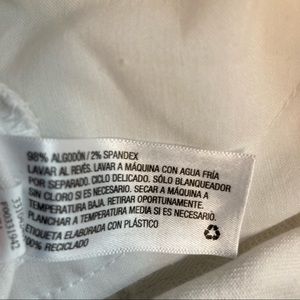 98% ALGODÓN / 2% SPANDEX
LAVAR AL REVÉS. LAVAR A MÁQUINA CON AGUA FRÍA
POR SEPARADO. CICLO DELICADO. SÓLO BLANQUEADOR
SIN CLORO SI ES NECESARIO. SECAR A MÁQUINA A
TEMPERATURA BAJA. RETIRAR OPORTUNAMENTE.
PLANCHAR A TEMPERATURA MEDIA SI ES NECESARIO.
ETIQUETA ELABORADA CON PLÁSTICO
100% RECICLADO